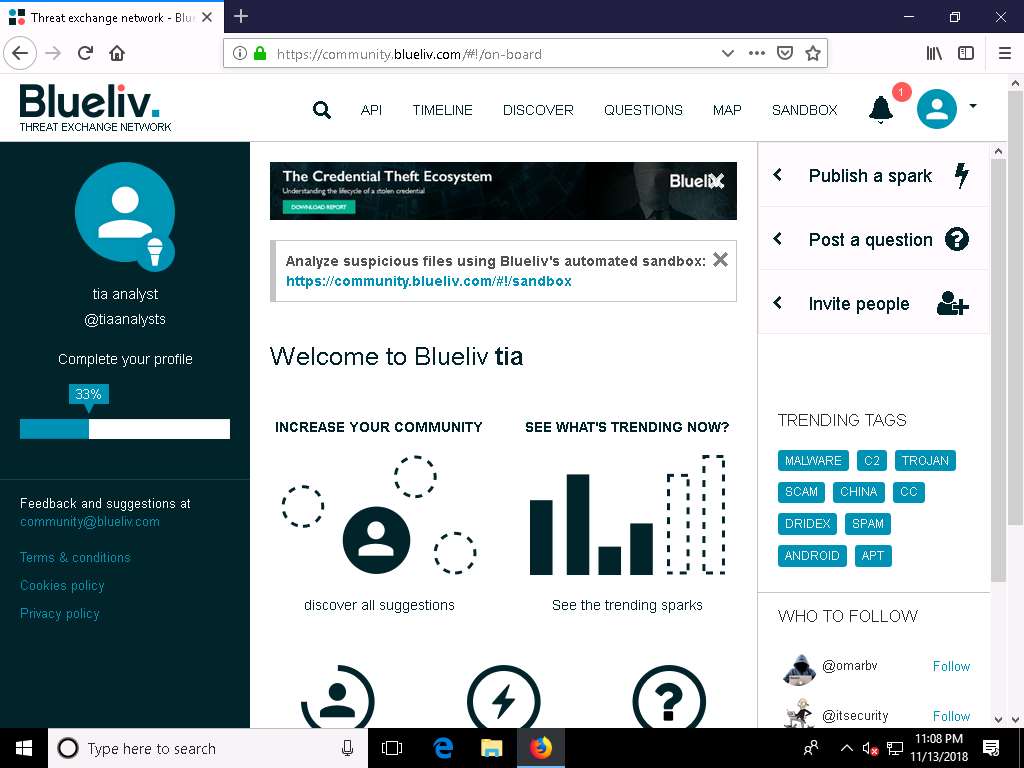 Threat exchange network - Blu
https://community.blueliv.com/#!/on-board
Blueliv.
THREAT EXCHANGE NETWORK
API
TIMELINE
DISCOVER
QUESTIONS
MAP
SANDBOX
1
tia analyst
@tiaanalysts
Complete your profile
33%
Feedback and suggestions at
community@blueliv.com
Terms & conditions
Cookies policy
Privacy policy
The Credential Theft Ecosystem
Understanding the lifecycle of a stolen credential
DOWNLOAD REPORT
Blueliv
Analyze suspicious files using Blueliv's automated sandbox:
https://community.blueliv.com/#!/sandbox
Welcome to Blueliv tia
INCREASE YOUR COMMUNITY
discover all suggestions
SEE WHAT'S TRENDING NOW?
See the trending sparks
Publish a spark
Post a question
Invite people
TRENDING TAGS
MALWARE C2 TROJAN
SCAM CHINA CC
DRIDEX SPAM
ANDROID APT
WHO TO FOLLOW
@omarbv Follow
@itsecurity Follow
Type here to search
11:08 PM
11/13/2018